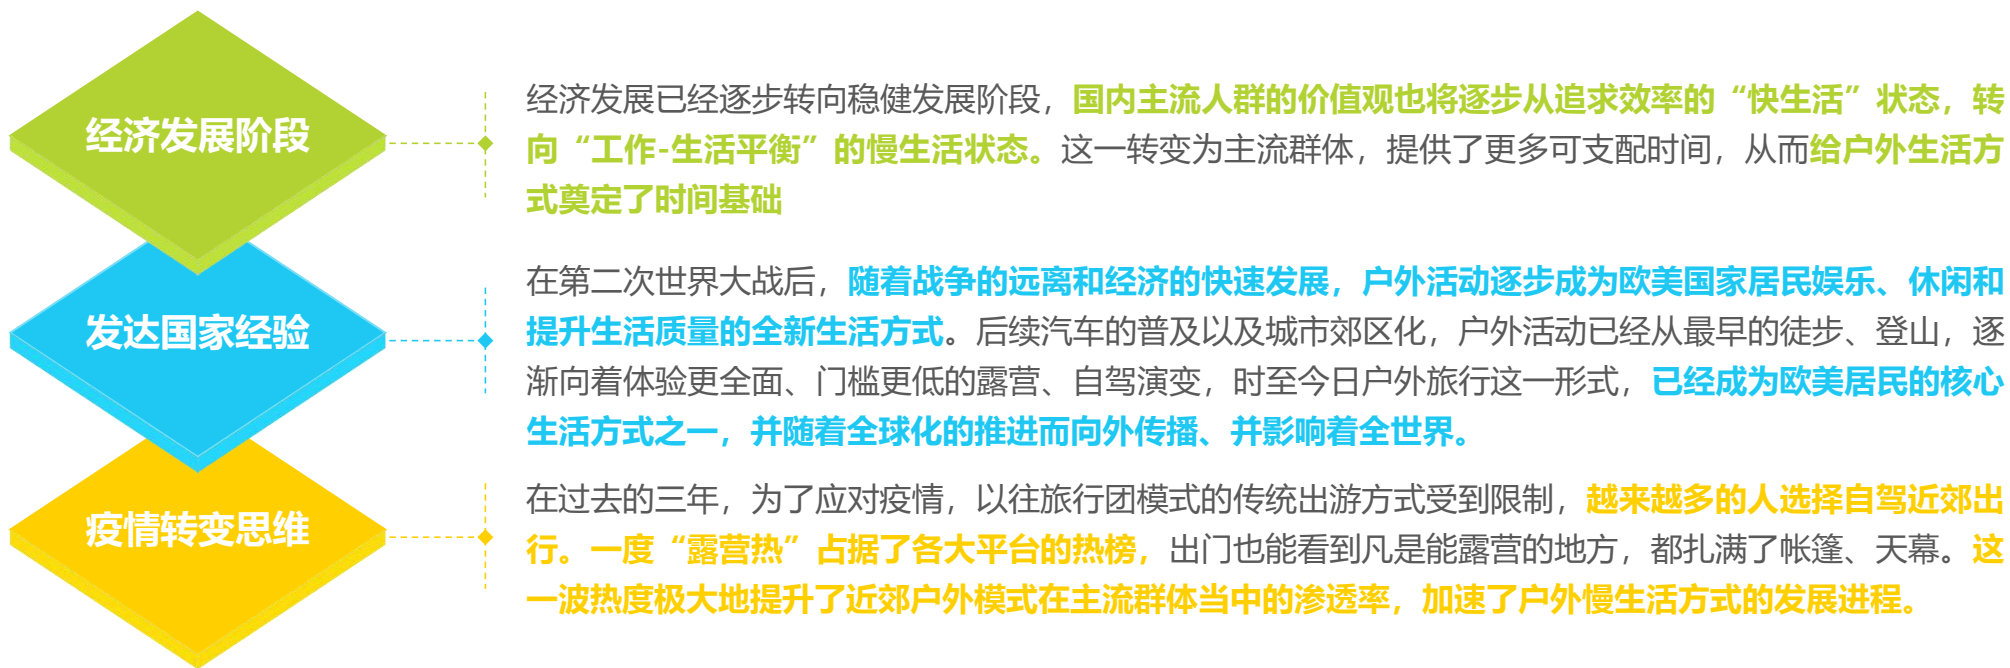 经济发展阶段
经济发展已经逐步转向稳健发展阶段，国内主流人群的价值观也将逐步从追求效率的“快生活”状态，转
向“工作-生活平衡”的慢生活状态。这一转变为主流群体，提供了更多可支配时间，从而给户外生活方
式奠定了时间基础
发达国家经验
在第二次世界大战后，随着战争的远离和经济的快速发展，户外活动逐步成为欧美国家居民娱乐、休闲和
提升生活质量的全新生活方式。后续汽车的普及以及城市郊区化，户外活动已经从最早的徒步、登山，逐
渐向着体验更全面、门槛更低的露营、自驾演变，时至今日户外旅行这一形式，已经成为欧美居民的核心
生活方式之一，并随着全球化的推进而向外传播、并影响着全世界。
疫情转变思维
在过去的三年，为了应对疫情，以往旅行团模式的传统出游方式受到限制，越来越多的人选择自驾近郊出
行。一度“露营热”占据了各大平台的热榜，出门也能看到凡是能露营的地方，都扎满了帐篷、天幕。这
一波热度极大地提升了近郊户外模式在主流群体当中的渗透率，加速了户外慢生活方式的发展进程。